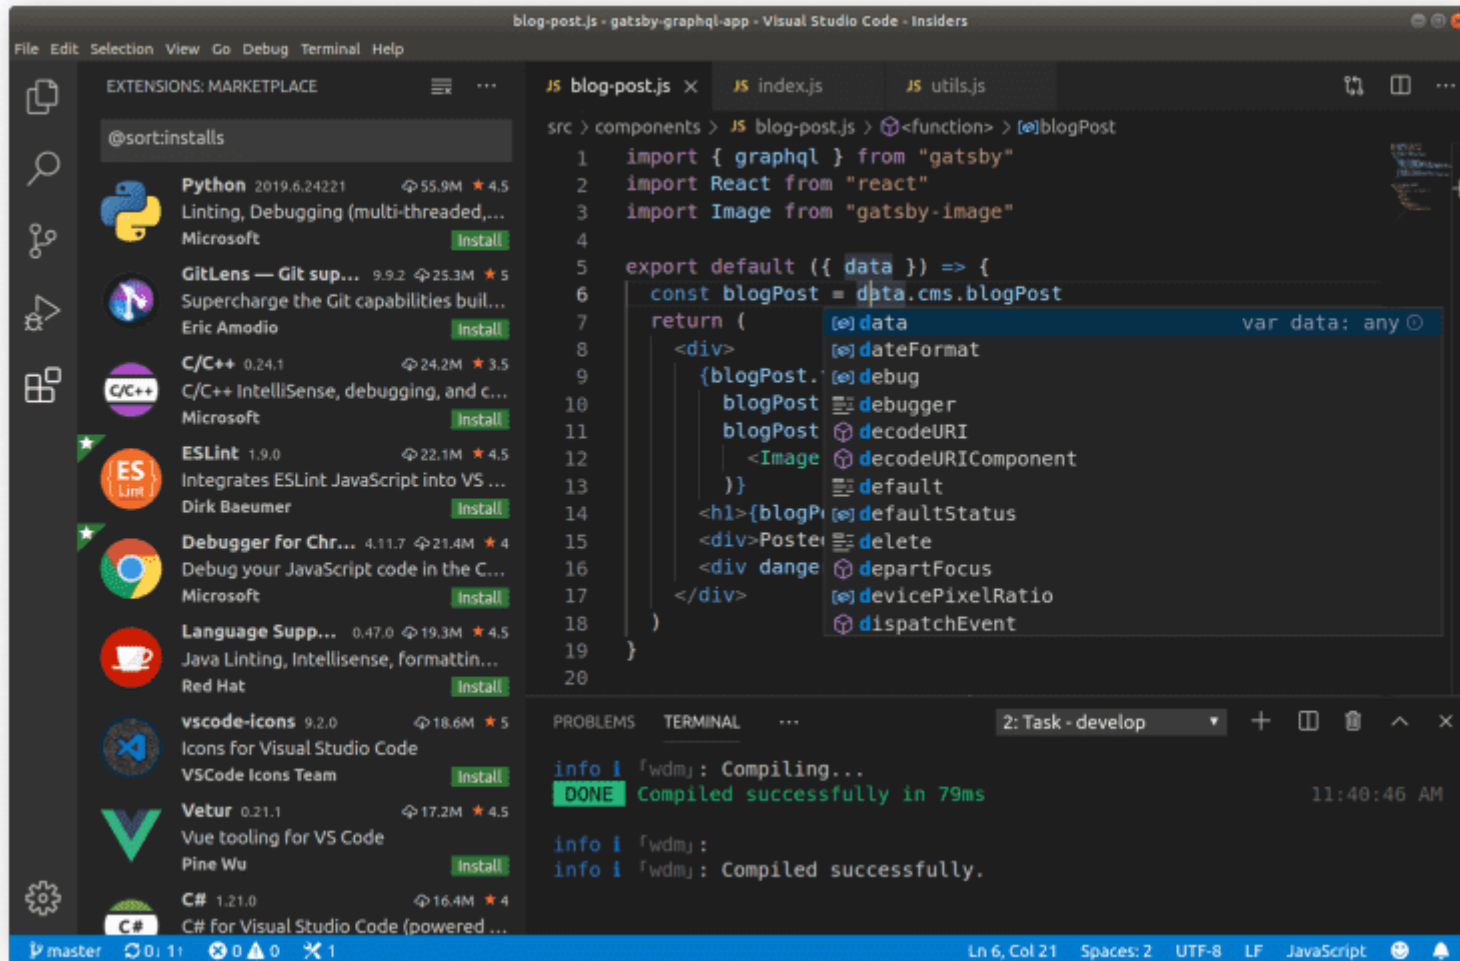 blog-post.js - gatsby-graphql-app - Visual Studio Code - Insiders
File Edit Selection View Go Debug Terminal Help
EXTENSIONS: MARKETPLACE
@sort:installs
Python 2019.6.24221 55.9M ★ 4.5
Linting, Debugging (multi-threaded,...
Microsoft Install
GitLens — Git sup... 9.9.2 25.3M ★ 5
Supercharge the Git capabilities buil...
Eric Amodio Install
C/C++
C/C++ 0.24.1 24.2M ★ 3.5
C/C++ IntelliSense, debugging, and c...
Microsoft Install
ES
Lint
ESLint 1.9.0 22.1M ★ 4.5
Integrates ESLint JavaScript into VS ...
Dirk Baeumer Install
Debugger for Chr... 4.11.7 21.4M ★ 4
Debug your JavaScript code in the C...
Microsoft Install
Language Supp... 0.47.0 19.3M ★ 4.5
Java Linting, Intellisense, formattin...
Red Hat Install
vscode-icons 9.2.0 18.6M ★ 5
Icons for Visual Studio Code
VSCode Icons Team Install
Vetur 0.21.1 17.2M ★ 4.5
Vue tooling for VS Code
Pine Wu Install
C#
C# 1.21.0 16.4M ★ 4
C# for Visual Studio Code (powered ...
JS blog-post.js × JS index.js JS utils.js
src > components > JS blog-post.js > <function> > blogPost
1 import { graphql } from "gatsby"
2 import React from "react"
3 import Image from "gatsby-image"
4
5 export default ({ data }) => {
6 const blogPost = data.cms.blogPost
7 return (
8 <div>
9 {blogPost.
10 blogPost
11 blogPost
12 <Image
13 )}
14 <h1>{blogP
15 <div>Poste
16 <div dange
17 </div>
18 )
19 }
20
data var data: any
dateFormat
debug
debugger
decodeURI
decodeURIComponent
default
defaultStatus
delete
departFocus
devicePixelRatio
dispatchEvent
PROBLEMS TERMINAL ... 2: Task - develop
info i ｢wdm｣: Compiling...
DONE Compiled successfully in 79ms 11:40:46 AM
info i ｢wdm｣:
info i ｢wdm｣: Compiled successfully.
master 0↓ 1↑ 0 0 1 Ln 6, Col 21 Spaces: 2 UTF-8 LF JavaScript